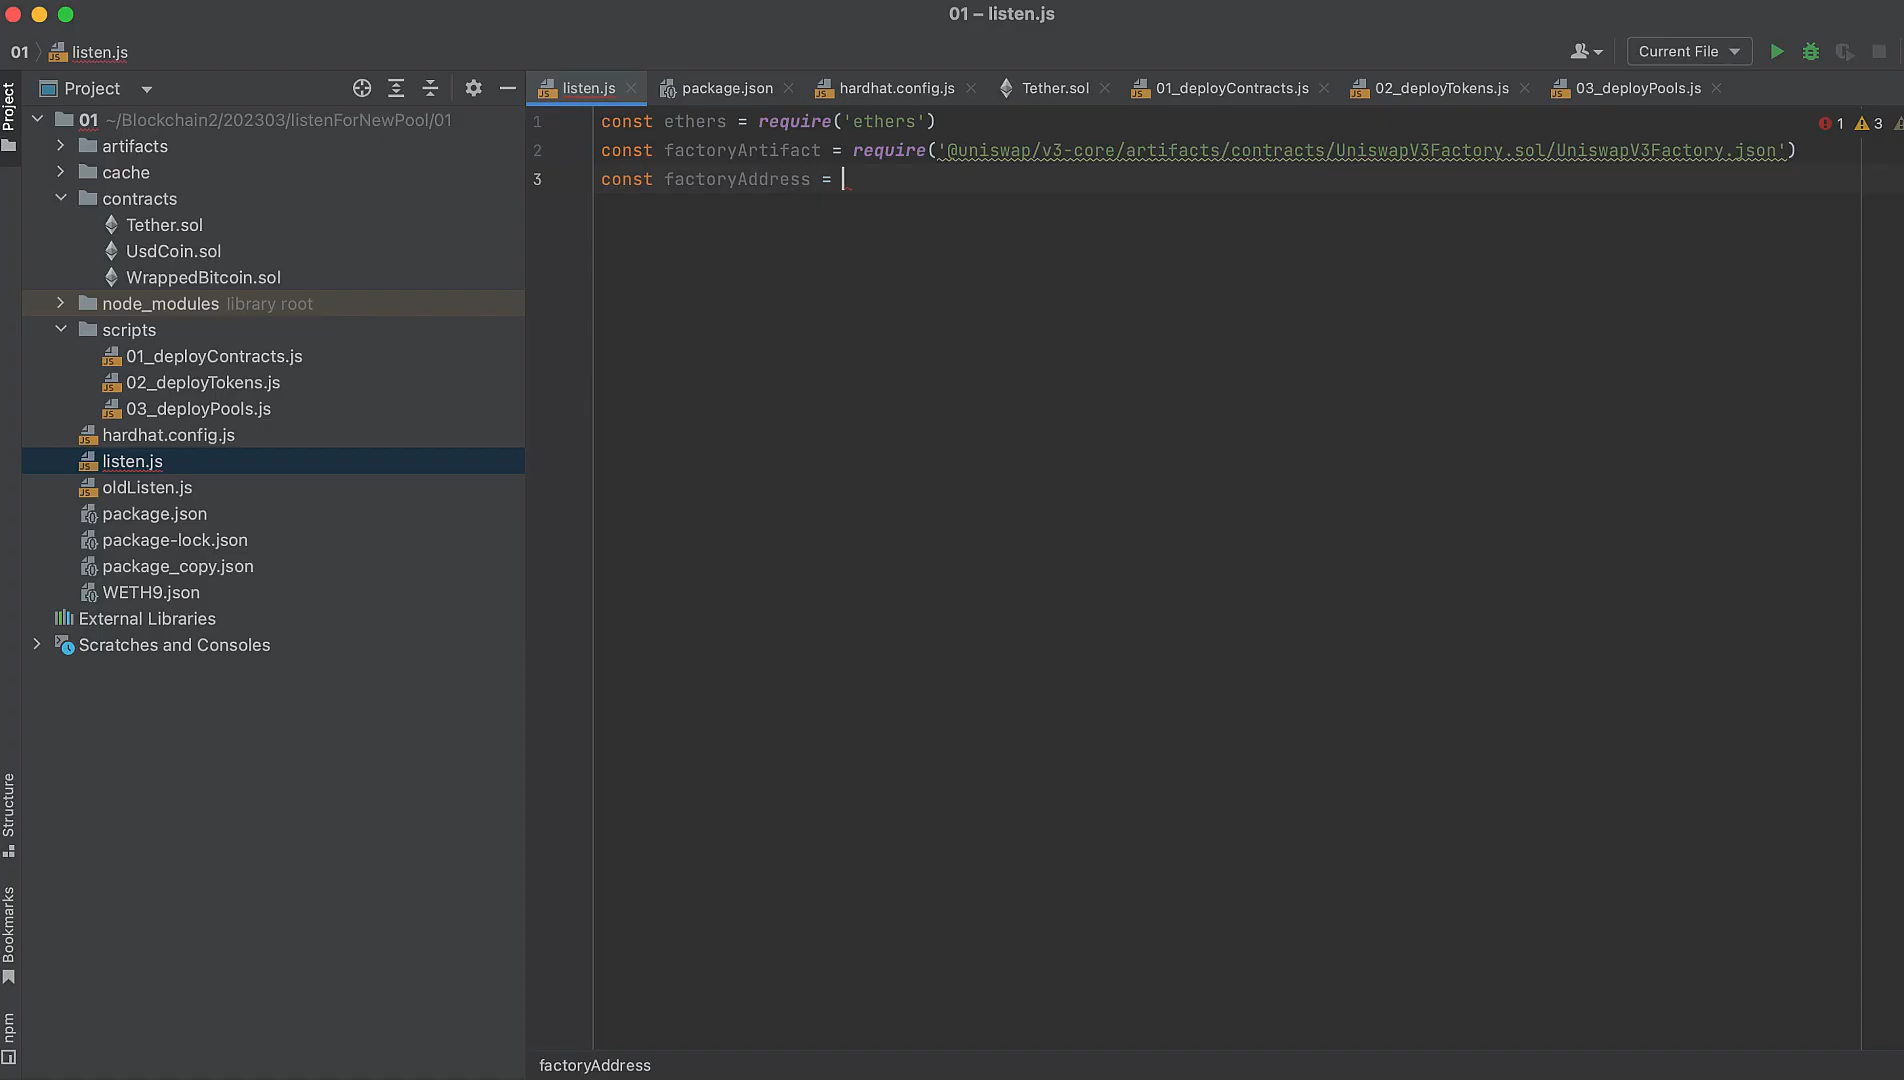 01 – listen.js
01 listen.js
Current File
Project
listen.js
package.json
hardhat.config.js
Tether.sol
01_deployContracts.js
02_deployTokens.js
03_deployPools.js
Project
01 ~/Blockchain2/202303/listenForNewPool/01
artifacts
cache
contracts
Tether.sol
UsdCoin.sol
WrappedBitcoin.sol
node_modules library root
scripts
01_deployContracts.js
02_deployTokens.js
03_deployPools.js
hardhat.config.js
listen.js
oldListen.js
package.json
package-lock.json
package_copy.json
WETH9.json
External Libraries
Scratches and Consoles
1 const ethers = require('ethers')
2 const factoryArtifact = require('@uniswap/v3-core/artifacts/contracts/UniswapV3Factory.sol/UniswapV3Factory.json')
3 const factoryAddress =
1 3
Structure
Bookmarks
npm
factoryAddress